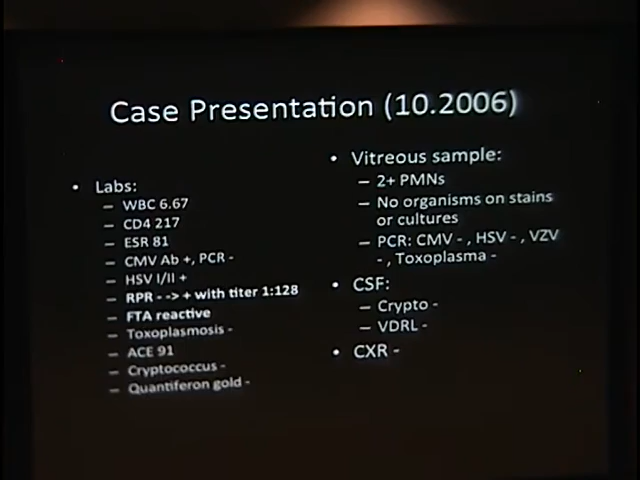 Case Presentation (10.2006)
• Labs:
– WBC 6.67
– CD4 217
– ESR 81
– CMV Ab +, PCR -
– HSV I/II +
– RPR - -> + with titer 1:128
– FTA reactive
– Toxoplasmosis -
– ACE 91
– Cryptococcus -
– Quantiferon gold -
• Vitreous sample:
– 2+ PMNs
– No organisms on stains
or cultures
– PCR: CMV - , HSV - , VZV
- , Toxoplasma -
• CSF:
– Crypto -
– VDRL -
• CXR -